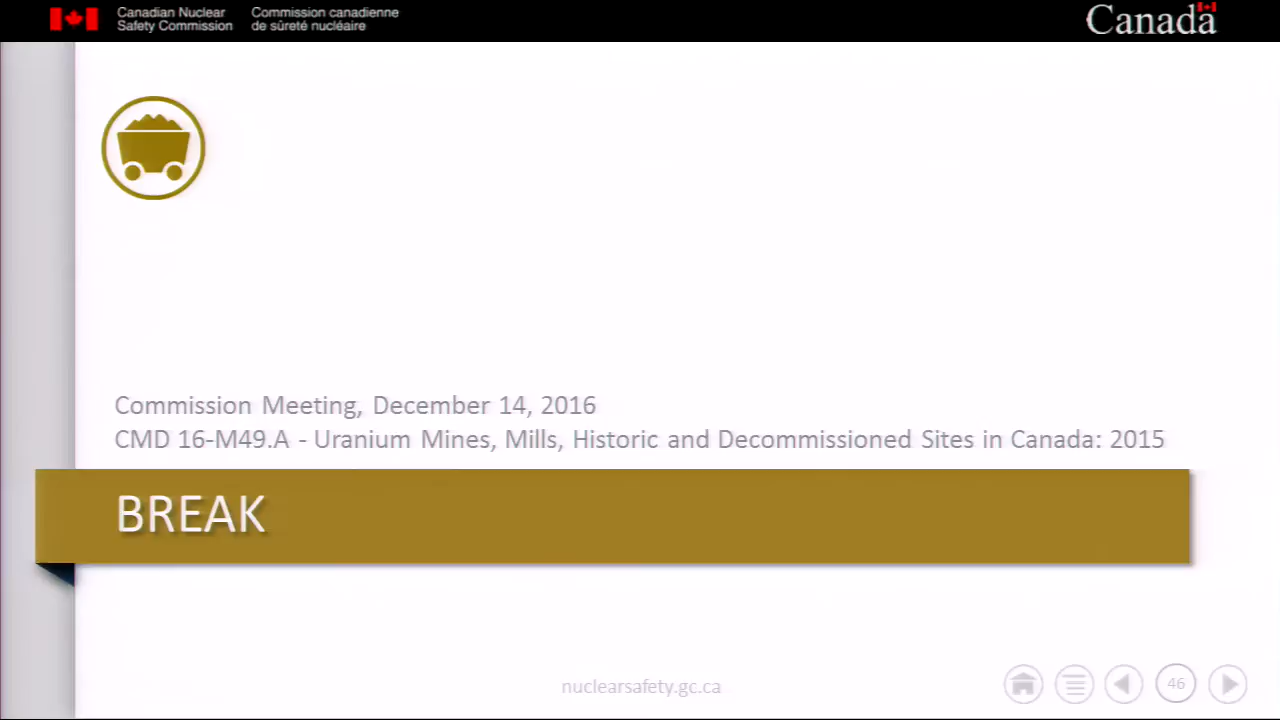 Canadian Nuclear Safety Commission
Commission canadienne de sûreté nucléaire
Canada
Commission Meeting, December 14, 2016
CMD 16-M49.A - Uranium Mines, Mills, Historic and Decommissioned Sites in Canada: 2015
BREAK
nuclearsafety.gc.ca
46